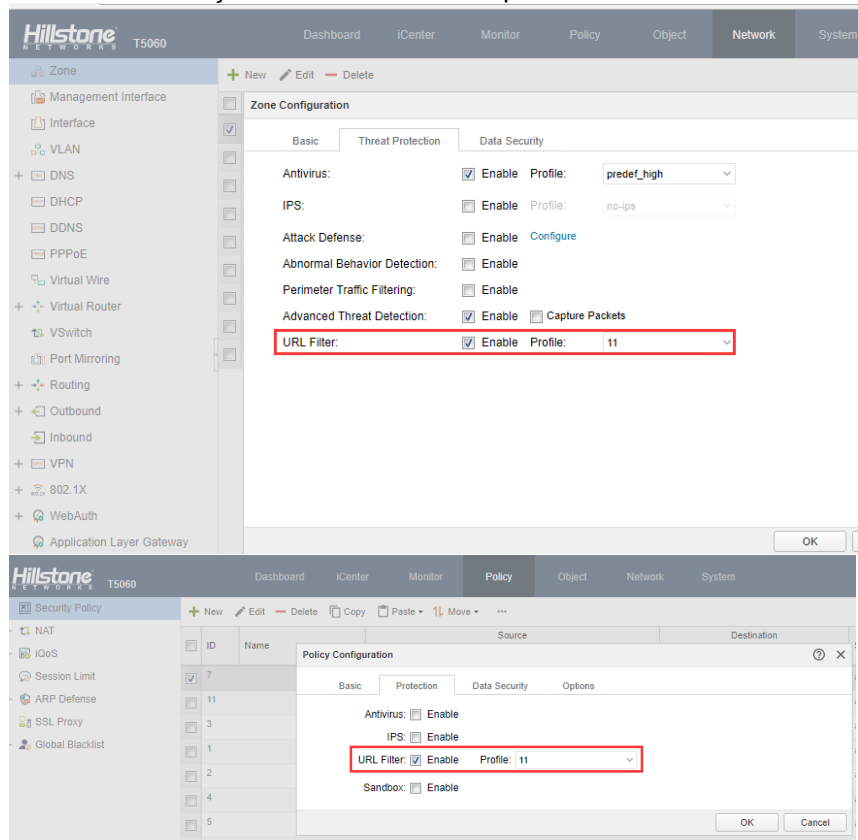 Hillstone
NETWORKS T5060
Dashboard iCenter Monitor Policy Object Network System
Zone
New Edit Delete
Management Interface
Zone Configuration
Interface
Basic Threat Protection Data Security
VLAN
DNS
Antivirus: Enable Profile: predef_high
DHCP
IPS: Enable Profile: no-ips
DDNS
Attack Defense: Enable Configure
PPPoE
Abnormal Behavior Detection: Enable
Virtual Wire
Perimeter Traffic Filtering: Enable
Virtual Router
Advanced Threat Detection: Enable Capture Packets
VSwitch
URL Filter: Enable Profile: 11
Port Mirroring
Routing
Outbound
Inbound
VPN
802.1X
WebAuth
Application Layer Gateway
OK
Hillstone
NETWORKS T5060
Dashboard iCenter Monitor Policy Object Network System
Security Policy
New Edit Delete Copy Paste Move ...
NAT
Source Destination
ID Name
iQoS
Policy Configuration
Session Limit
7
Basic Protection Data Security Options
ARP Defense
11
Antivirus: Enable
SSL Proxy
3
IPS: Enable
Global Blacklist
1
URL Filter: Enable Profile: 11
2
Sandbox: Enable
4
5
OK Cancel